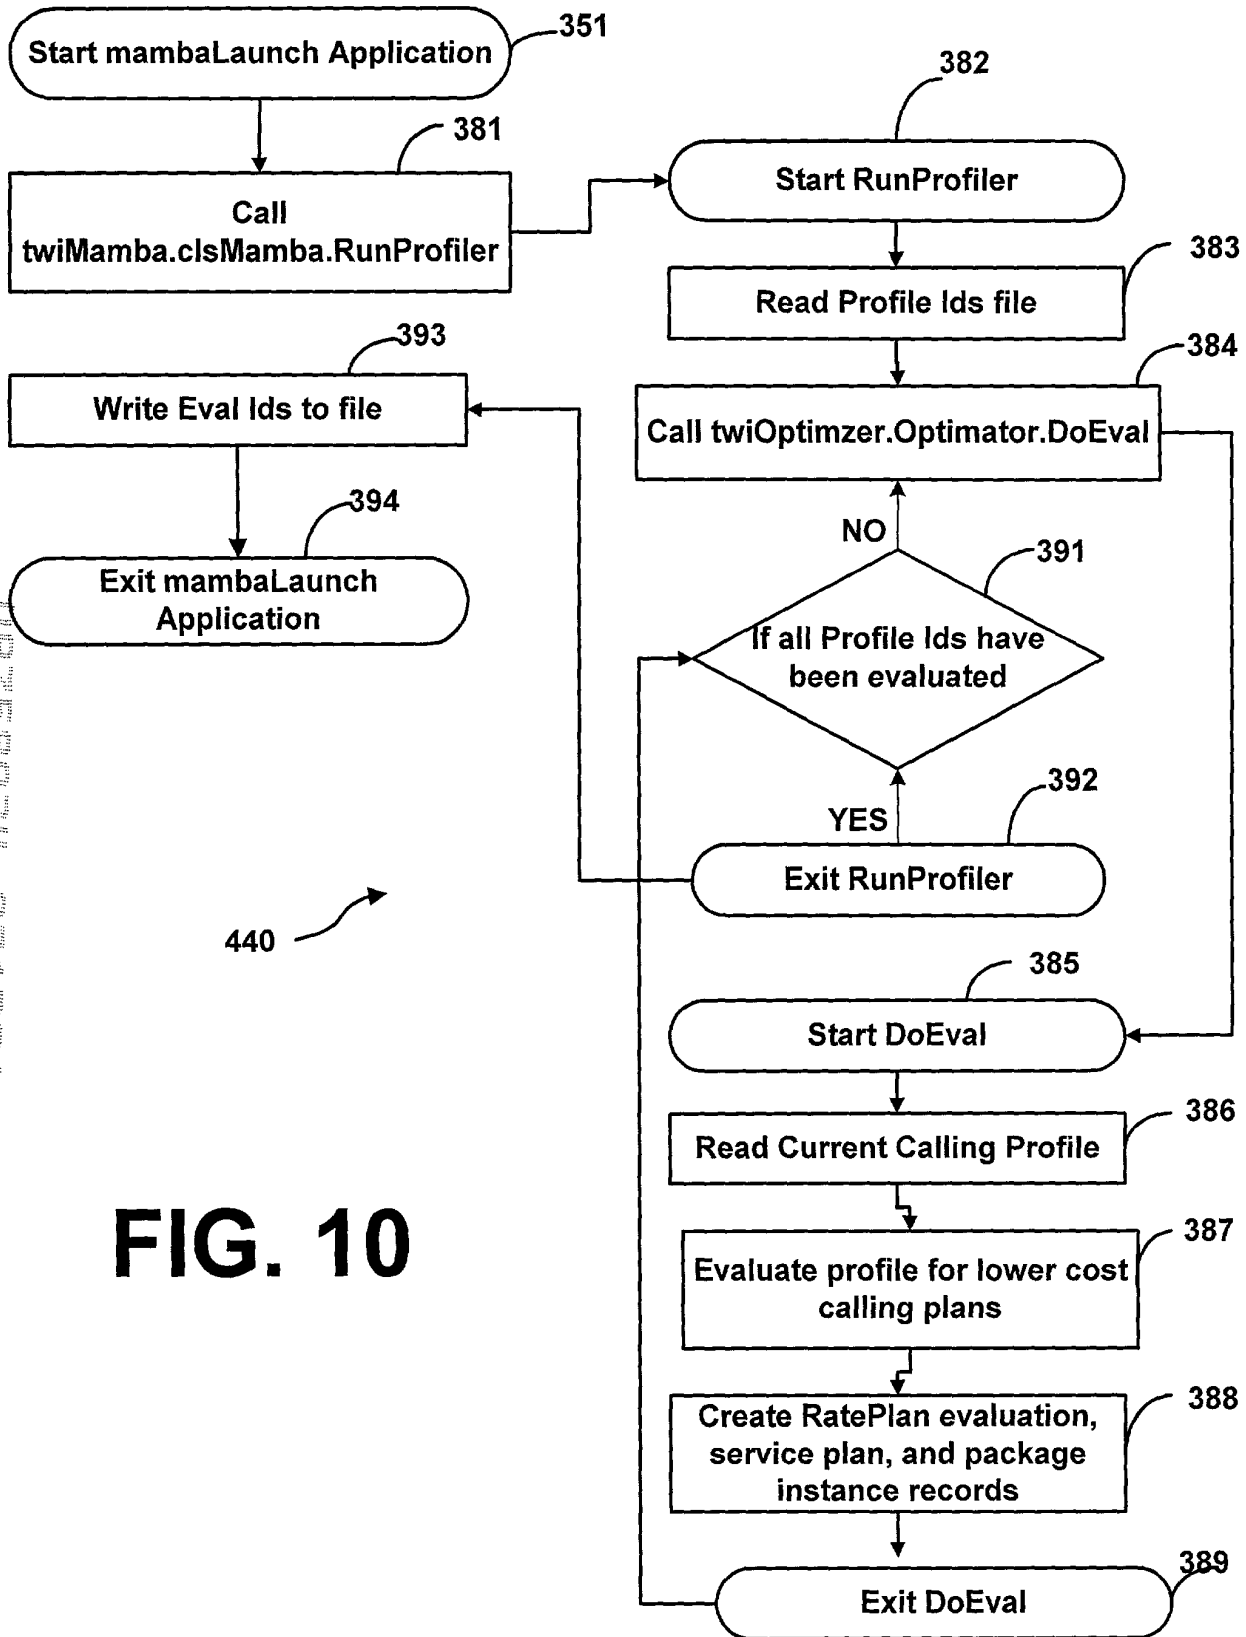 Start mambaLaunch Application
351
381
Call
twiMamba.clsMamba.RunProfiler
382
Start RunProfiler
383
Read Profile Ids file
384
Call twiOptimzer.Optimator.DoEval
393
Write Eval Ids to file
394
Exit mambaLaunch
Application
NO
391
If all Profile Ids have
been evaluated
392
YES
Exit RunProfiler
440
385
Start DoEval
386
Read Current Calling Profile
387
Evaluate profile for lower cost
calling plans
388
Create RatePlan evaluation,
service plan, and package
instance records
389
Exit DoEval
FIG. 10